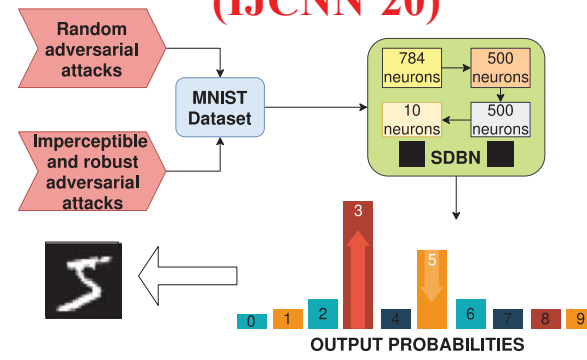 (IJCNN'20)
Random
adversarial
attacks
Imperceptible
and robust
adversarial
attacks
MNIST
Dataset
784
neurons
500
neurons
10
neurons
500
neurons
SDBN
3
5
0
1
2
4
6
7
8
9
OUTPUT PROBABILITIES